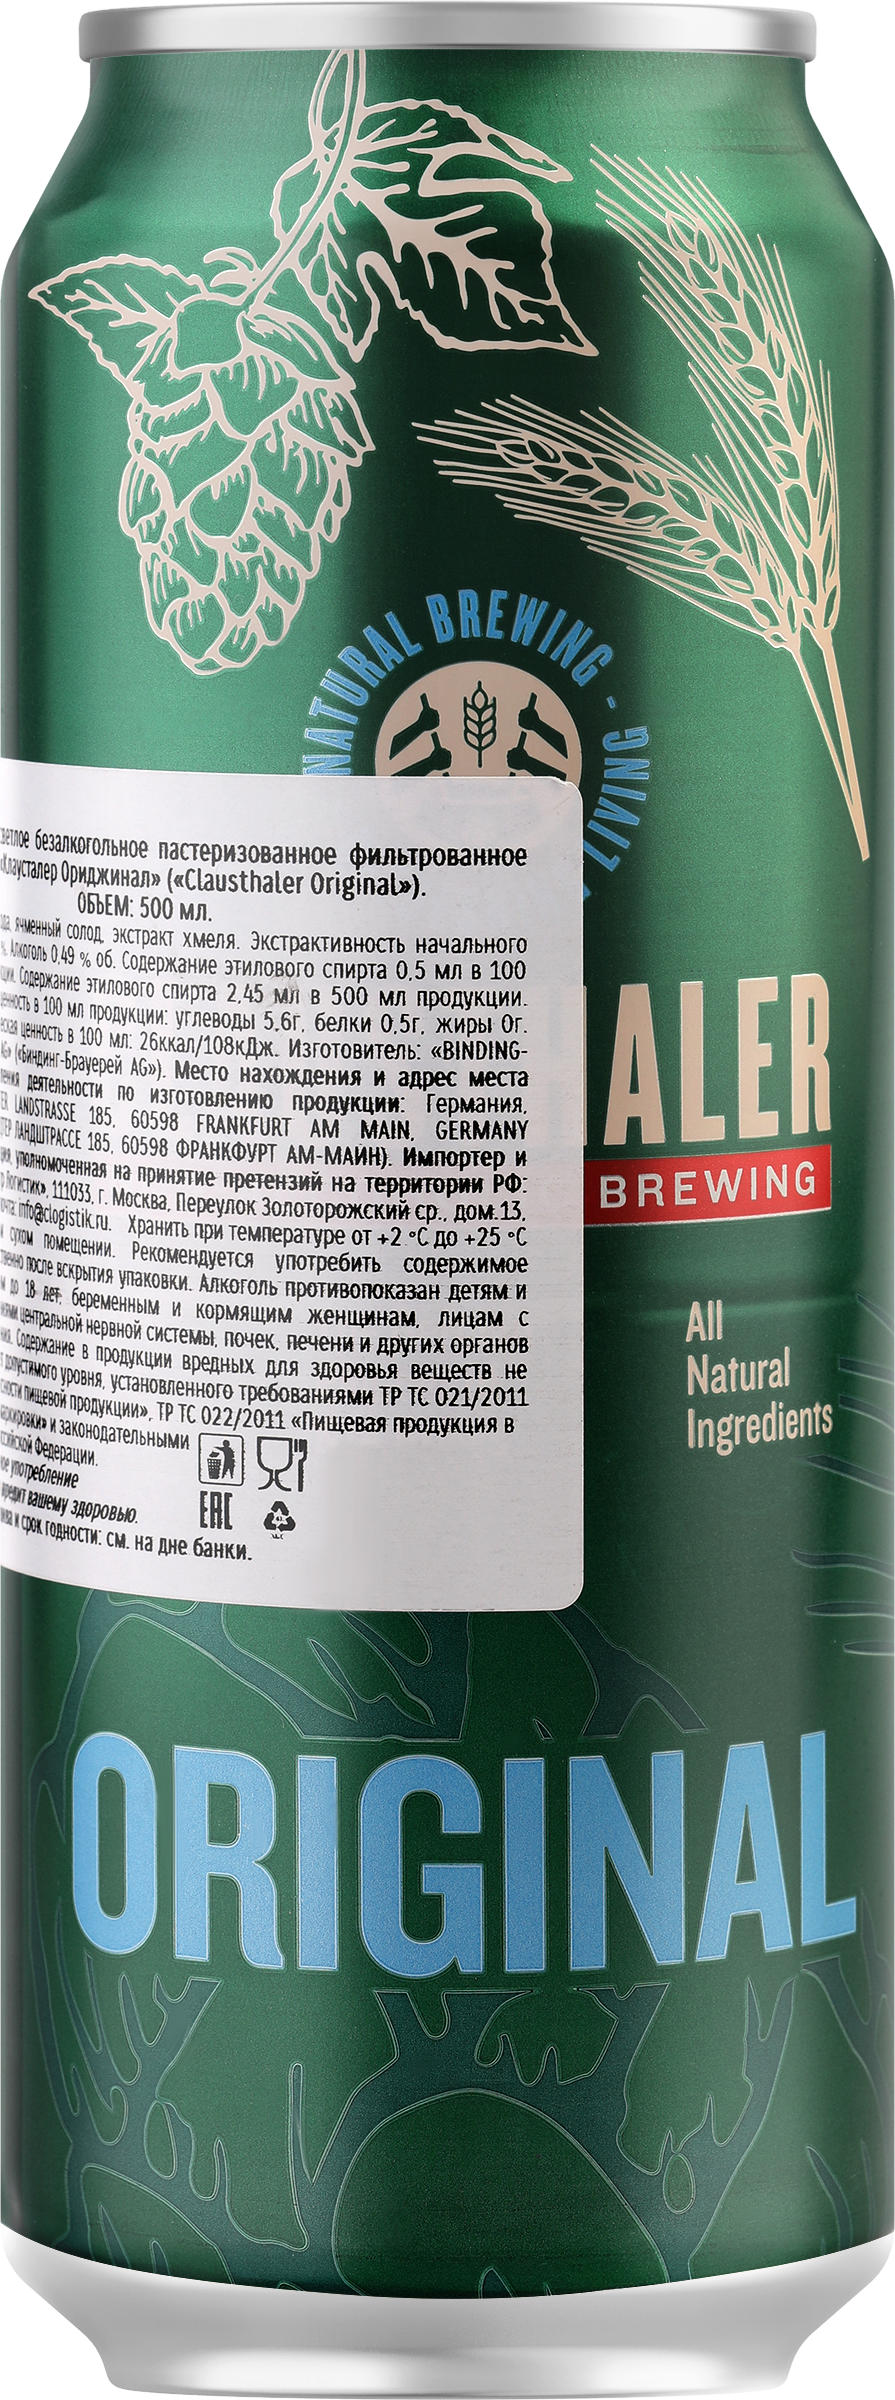 NATURAL BREWING - LIVING
светлое безалкогольное пастеризованное фильтрованное
«Клаусталер Ориджинал» («Clausthaler Original»).
ОБЪЕМ: 500 мл.
ячменный солод, экстракт хмеля. Экстрактивность начального
%. Алкоголь 0,49 % об. Содержание этилового спирта 0,5 мл в 100
Содержание этилового спирта 2,45 мл в 500 мл продукции.
ценность в 100 мл продукции: углеводы 5,6г, белки 0,5г, жиры 0г.
ценность в 100 мл: 26ккал/108кДж. Изготовитель: «BINDING-
AG» («Биндинг-Брауерей AG»). Место нахождения и адрес места
деятельности по изготовлению продукции: Германия,
LANDSTRASSE 185, 60598 FRANKFURT AM MAIN, GERMANY
ЛАНДШТРАССЕ 185, 60598 ФРАНКФУРТ АМ-МАЙН). Импортер и
уполномоченная на принятие претензий на территории РФ:
Логистик», 111033, г. Москва, Переулок Золоторожский ср., дом.13,
info@clogistik.ru. Хранить при температуре от +2 °С до +25 °С
сухом помещении. Рекомендуется употребить содержимое
после вскрытия упаковки. Алкоголь противопоказан детям и
до 18 лет, беременным и кормящим женщинам, лицам с
центральной нервной системы, почек, печени и других органов
Содержание в продукции вредных для здоровья веществ не
допустимого уровня, установленного требованиями ТР ТС 021/2011
пищевой продукции», ТР ТС 022/2011 «Пищевая продукция в
маркировки» и законодательными
Федерации.
употребление
вредит вашему здоровью.
и срок годности: см. на дне банки.
EAC
HALER
BREWING
All
Natural
Ingredients
ORIGINAL